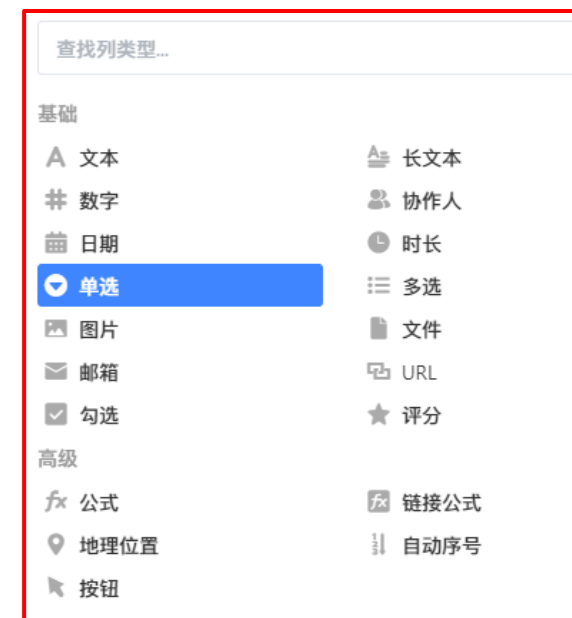 查找列类型...
基础
文本 长文本
数字 协作人
日期 时长
单选 多选
图片 文件
邮箱 URL
勾选 评分
高级
公式 链接公式
地理位置 自动序号
按钮